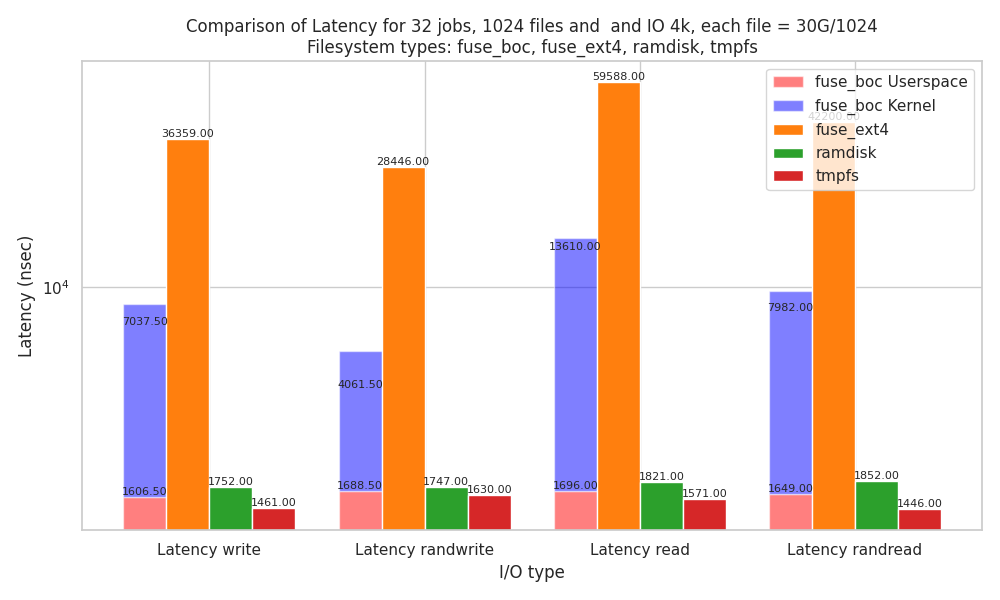 Comparison of Latency for 32 jobs, 1024 files and  and IO 4k, each file = 30G/1024
Filesystem types: fuse_boc, fuse_ext4, ramdisk, tmpfs
fuse_boc Userspace
fuse_boc Kernel
fuse_ext4
ramdisk
tmpfs
Latency (nsec)
10^4
36359.00
7037.50
1606.50
1752.00
1461.00
28446.00
4061.50
1688.50
1747.00
1630.00
59588.00
13610.00
1696.00
1821.00
1571.00
42200.00
7982.00
1649.00
1852.00
1446.00
Latency write
Latency randwrite
Latency read
Latency randread
I/O type